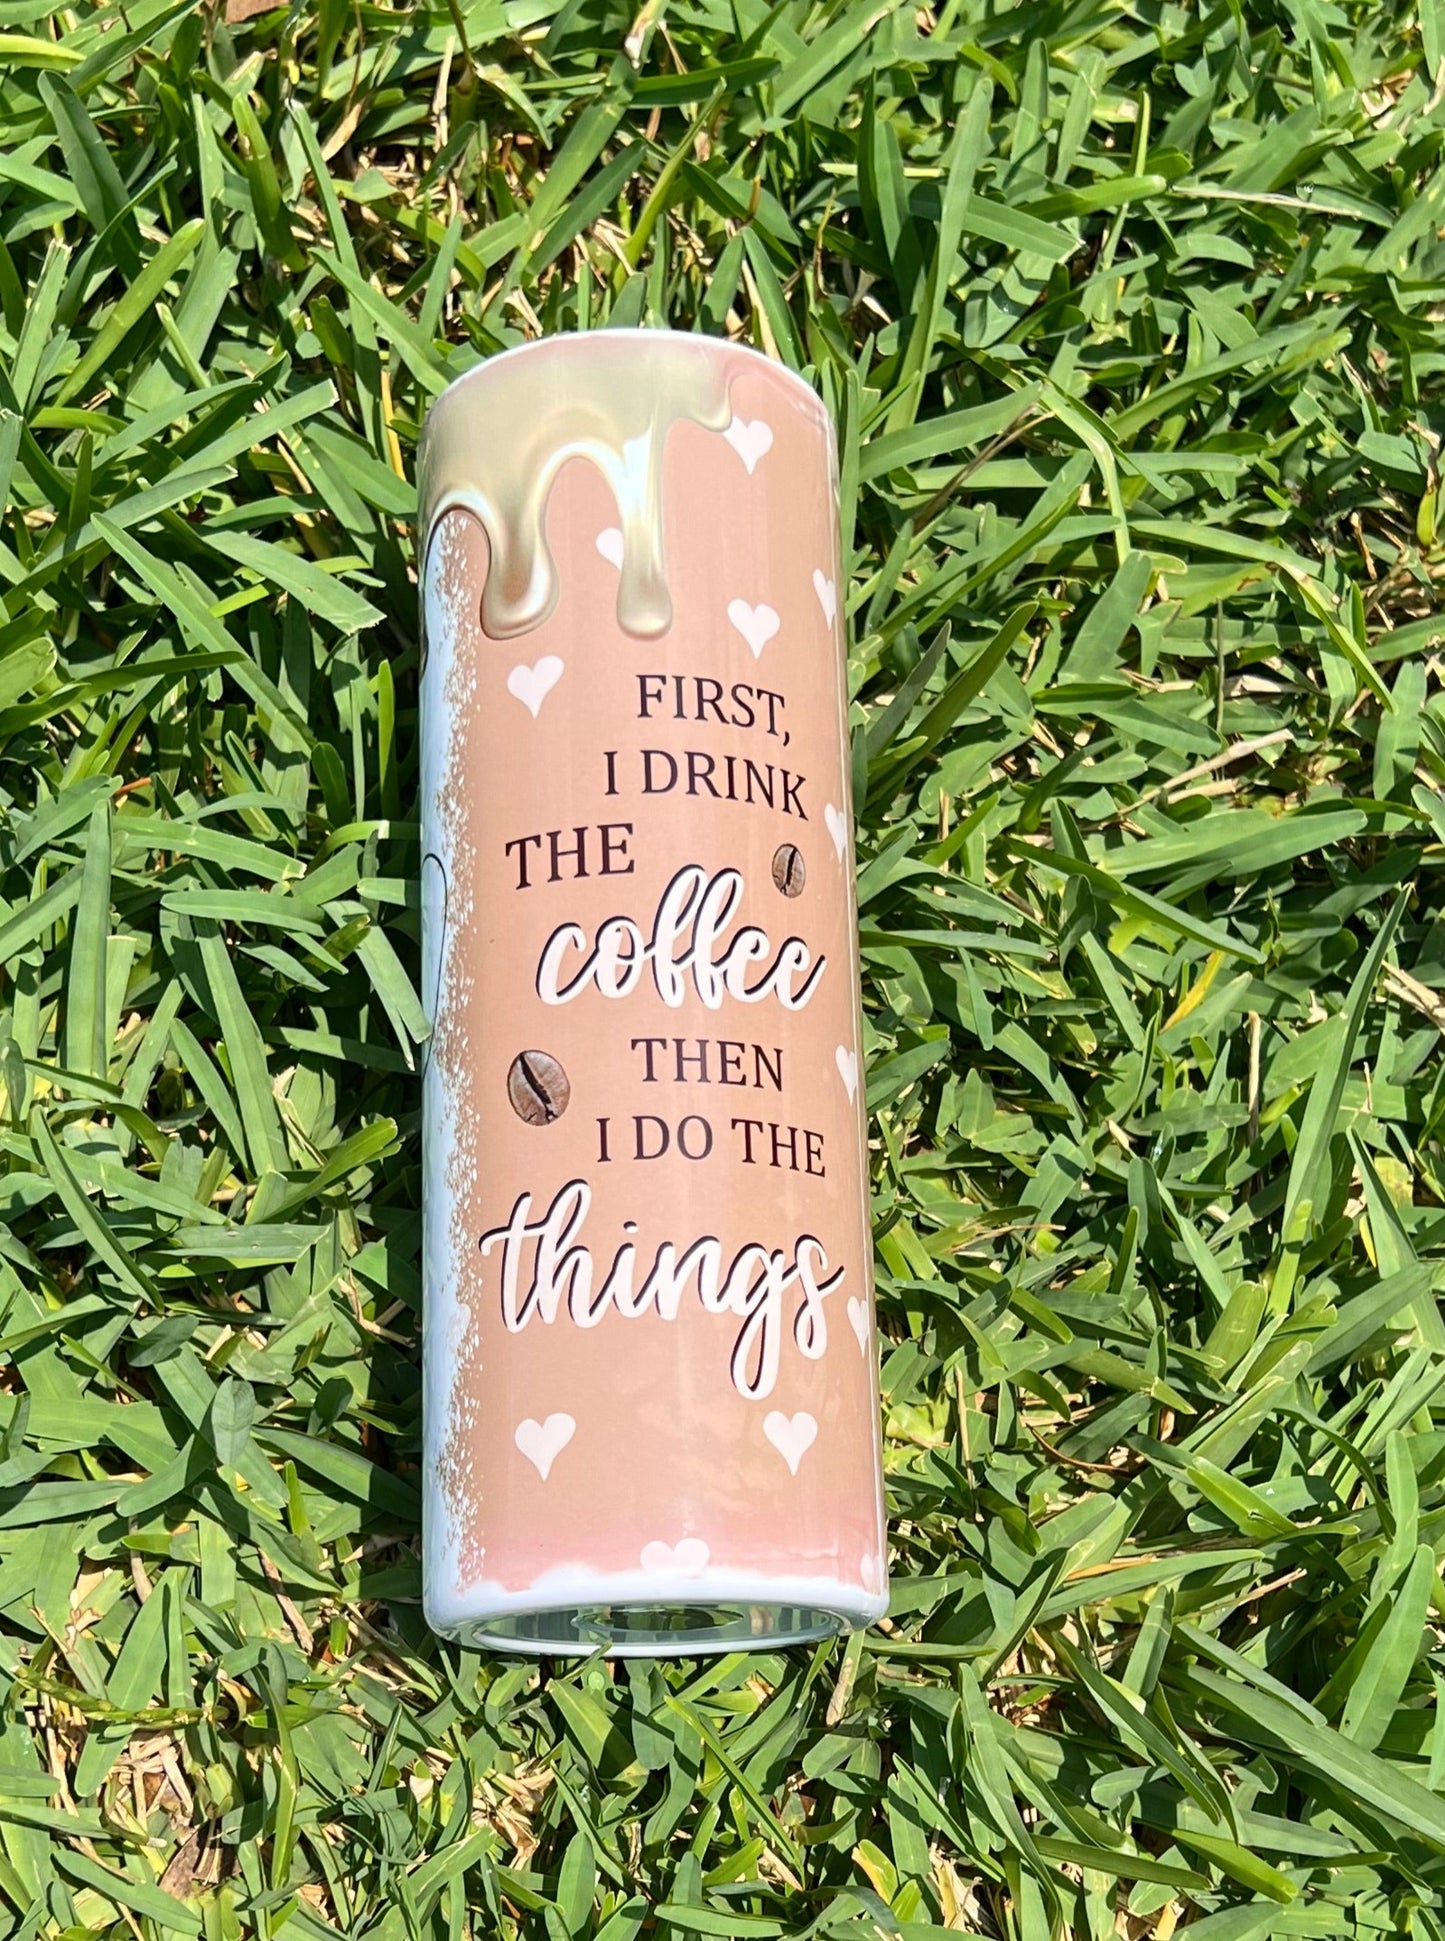 FIRST,
I DRINK
THE
coffee
THEN
I DO THE
things